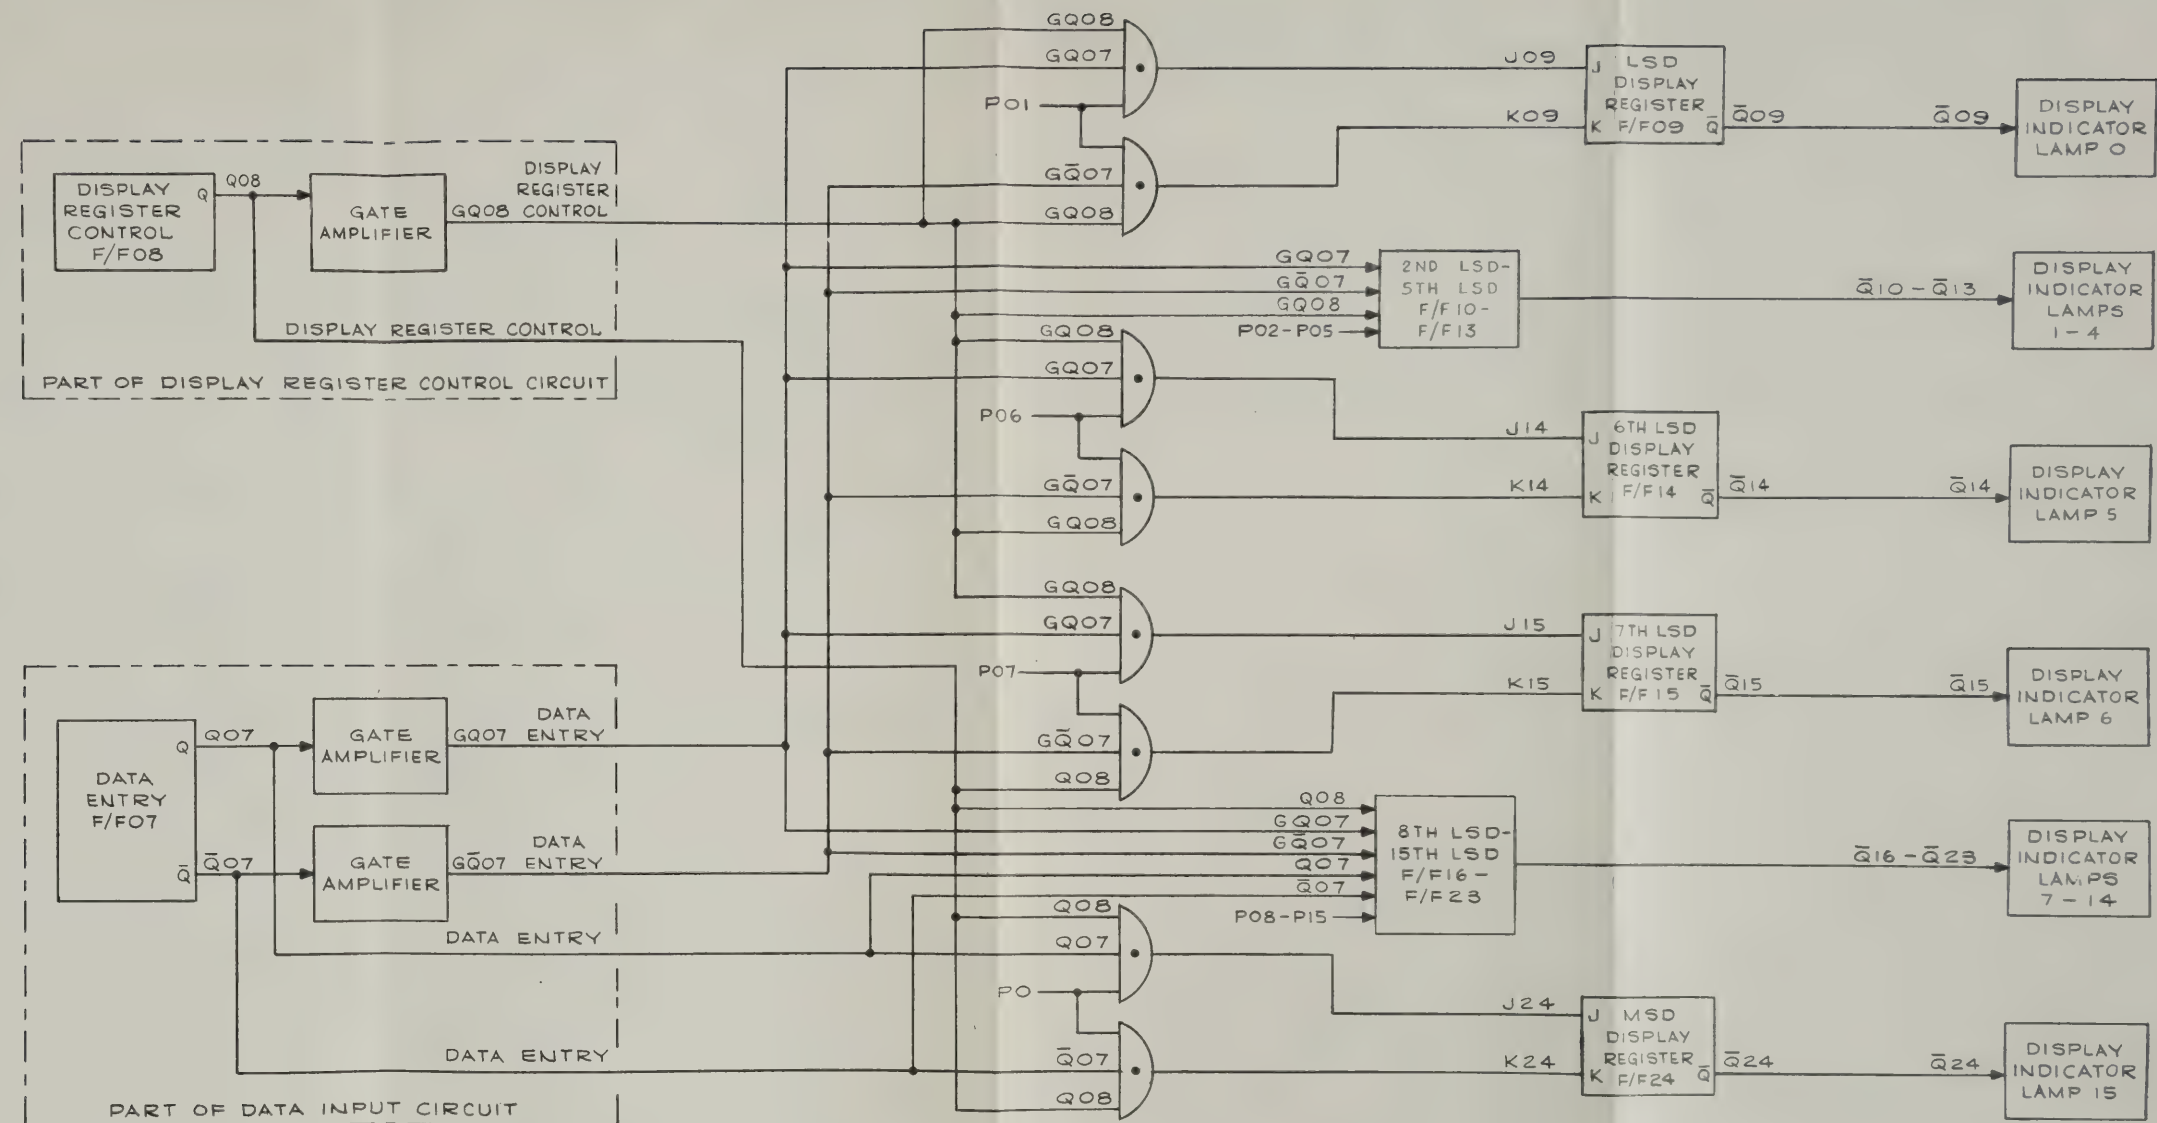 DISPLAY
REGISTER
CONTROL
F/F08
Q
Q08
GATE
AMPLIFIER
DISPLAY
REGISTER
GQ08 CONTROL
DISPLAY REGISTER CONTROL
PART OF DISPLAY REGISTER CONTROL CIRCUIT
DATA
ENTRY
F/F07
Q
Q07
Q̅
Q̅07
GATE
AMPLIFIER
DATA
GQ07 ENTRY
GATE
AMPLIFIER
DATA
GQ̅07 ENTRY
DATA ENTRY
DATA ENTRY
PART OF DATA INPUT CIRCUIT
GQ08
GQ07
P01
GQ̅07
GQ08
J09
K09
J LSD
DISPLAY
REGISTER
K F/F09 Q̅
Q̅09
Q̅09
DISPLAY
INDICATOR
LAMP 0
GQ07
GQ̅07
GQ08
P02-P05
2ND LSD-
5TH LSD
F/F10-
F/F13
Q̅10-Q̅13
DISPLAY
INDICATOR
LAMPS
1-4
GQ08
GQ07
P06
GQ̅07
GQ08
J14
K14
6TH LSD
J DISPLAY
REGISTER
K F/F14 Q̅
Q̅14
Q̅14
DISPLAY
INDICATOR
LAMP 5
GQ08
GQ07
P07
GQ̅07
Q08
J15
K15
J 7TH LSD
DISPLAY
REGISTER
K F/F15 Q̅
Q̅15
Q̅15
DISPLAY
INDICATOR
LAMP 6
Q08
GQ07
GQ̅07
Q07
Q̅07
P08-P15
8TH LSD-
15TH LSD
F/F16-
F/F23
Q̅16-Q̅23
DISPLAY
INDICATOR
LAMPS
7-14
Q08
Q07
P0
Q̅07
Q08
J24
K24
J MSD
DISPLAY
REGISTER
K F/F24 Q̅
Q̅24
Q̅24
DISPLAY
INDICATOR
LAMP 15